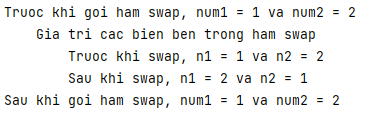 Truoc khi goi ham swap, num1 = 1 va num2 = 2
Gia tri cac bien ben trong ham swap
Truoc khi swap, n1 = 1 va n2 = 2
Sau khi swap, n1 = 2 va n2 = 1
Sau khi goi ham swap, num1 = 1 va num2 = 2